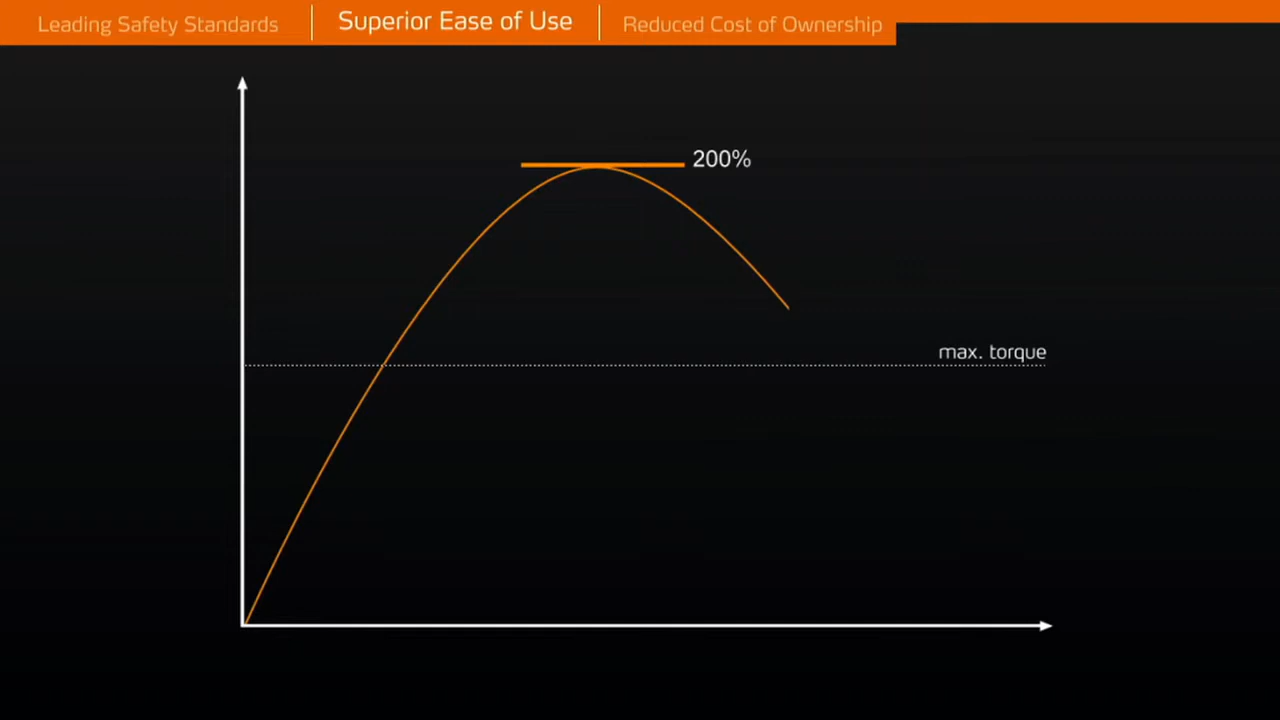 Leading Safety Standards
Superior Ease of Use
Reduced Cost of Ownership
200%
max. torque